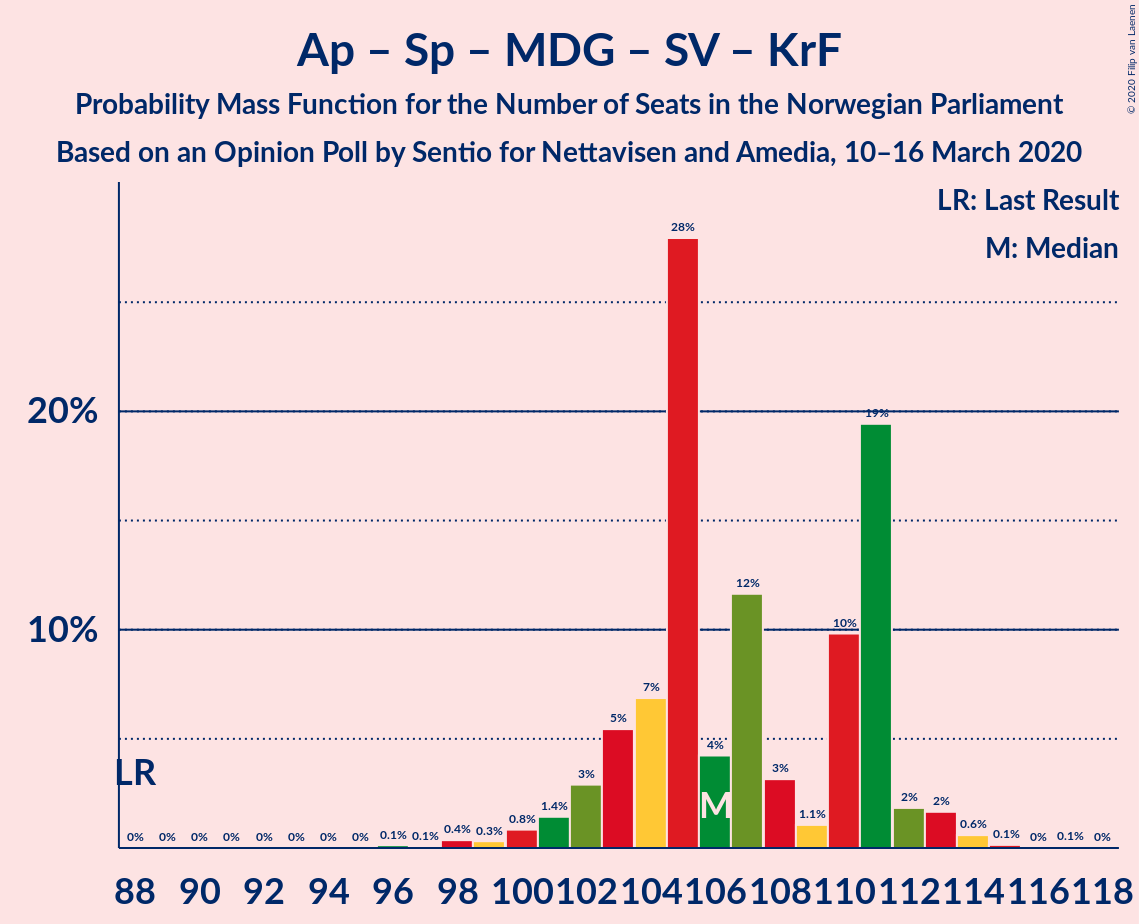 Ap – Sp – MDG – SV – KrF
Probability Mass Function for the Number of Seats in the Norwegian Parliament
Based on an Opinion Poll by Sentio for Nettavisen and Amedia, 10–16 March 2020
© 2020 Filip van Laenen
LR: Last Result
M: Median
28%
20%
19%
12%
10%
10%
7%
5%
4%
3%
3%
LR
M
0% 0% 0% 0% 0% 0% 0% 0% 0.1% 0.1% 0.4% 0.3% 0.8% 1.4% 1.1% 2% 2% 0.6% 0.1% 0% 0.1% 0%
88 90 92 94 96 98 100 102 104 106 108 110 112 114 116 118